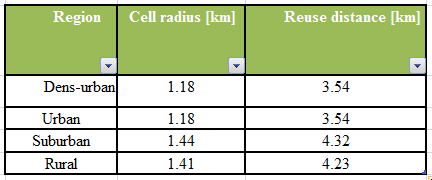 Region Cell radius [km] Reuse distance [km]
Dens-urban 1.18 3.54
Urban 1.18 3.54
Suburban 1.44 4.32
Rural 1.41 4.23